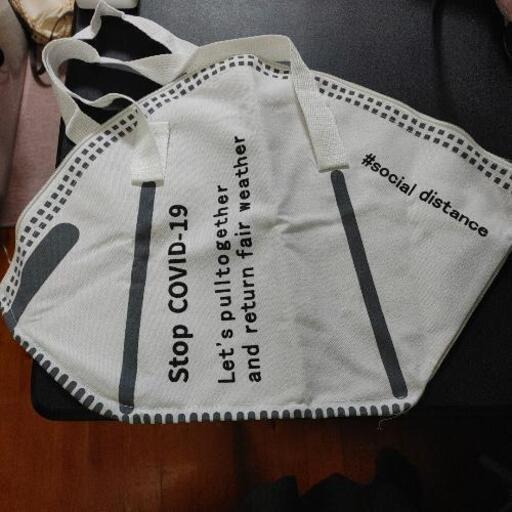 Stop COVID-19
Let's pulltogether
and return fair weather
#social distance